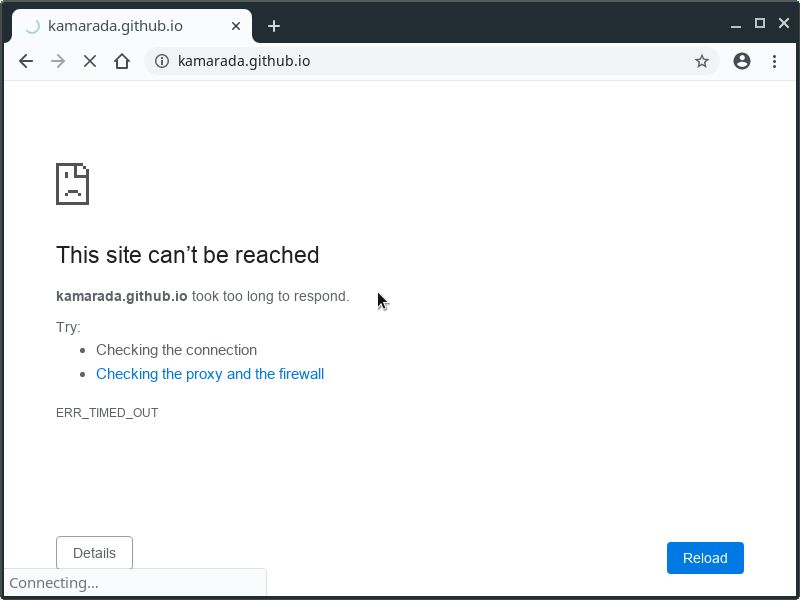 kamarada.github.io
kamarada.github.io
This site can’t be reached
kamarada.github.io took too long to respond.
Try:
Checking the connection
Checking the proxy and the firewall
ERR_TIMED_OUT
Details
Reload
Connecting...